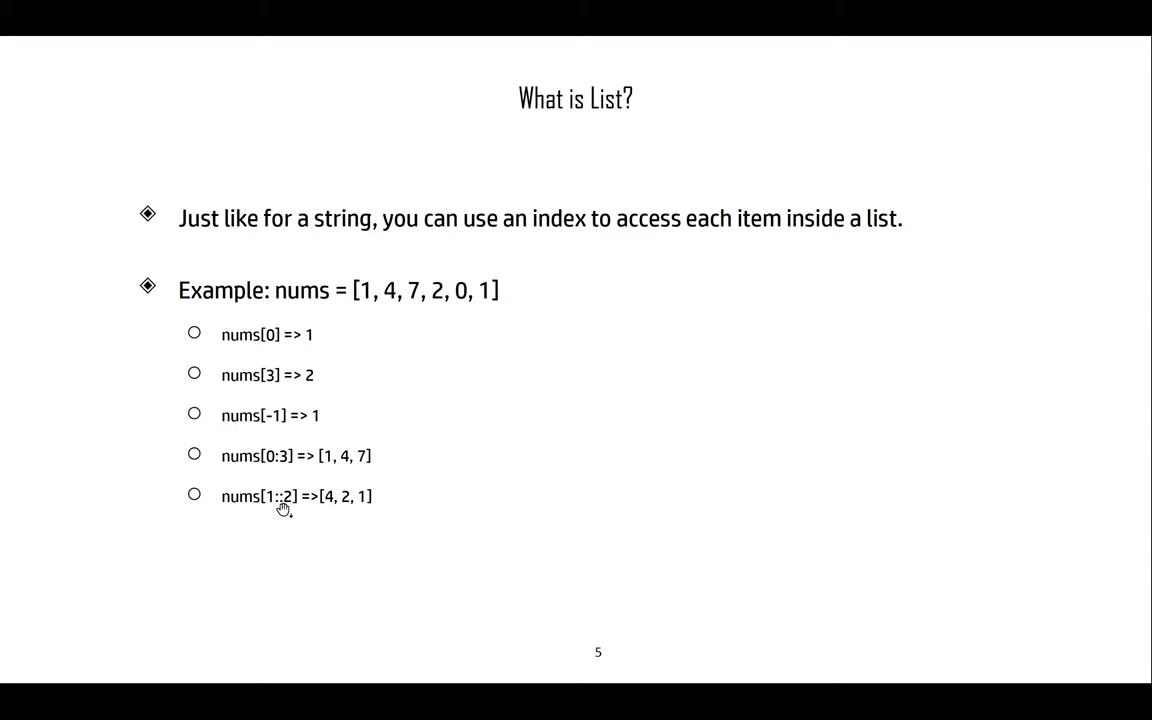 What is List?
Just like for a string, you can use an index to access each item inside a list.
Example: nums = [1, 4, 7, 2, 0, 1]
nums[0] => 1
nums[3] => 2
nums[-1] => 1
nums[0:3] => [1, 4, 7]
nums[1::2] =>[4, 2, 1]
5